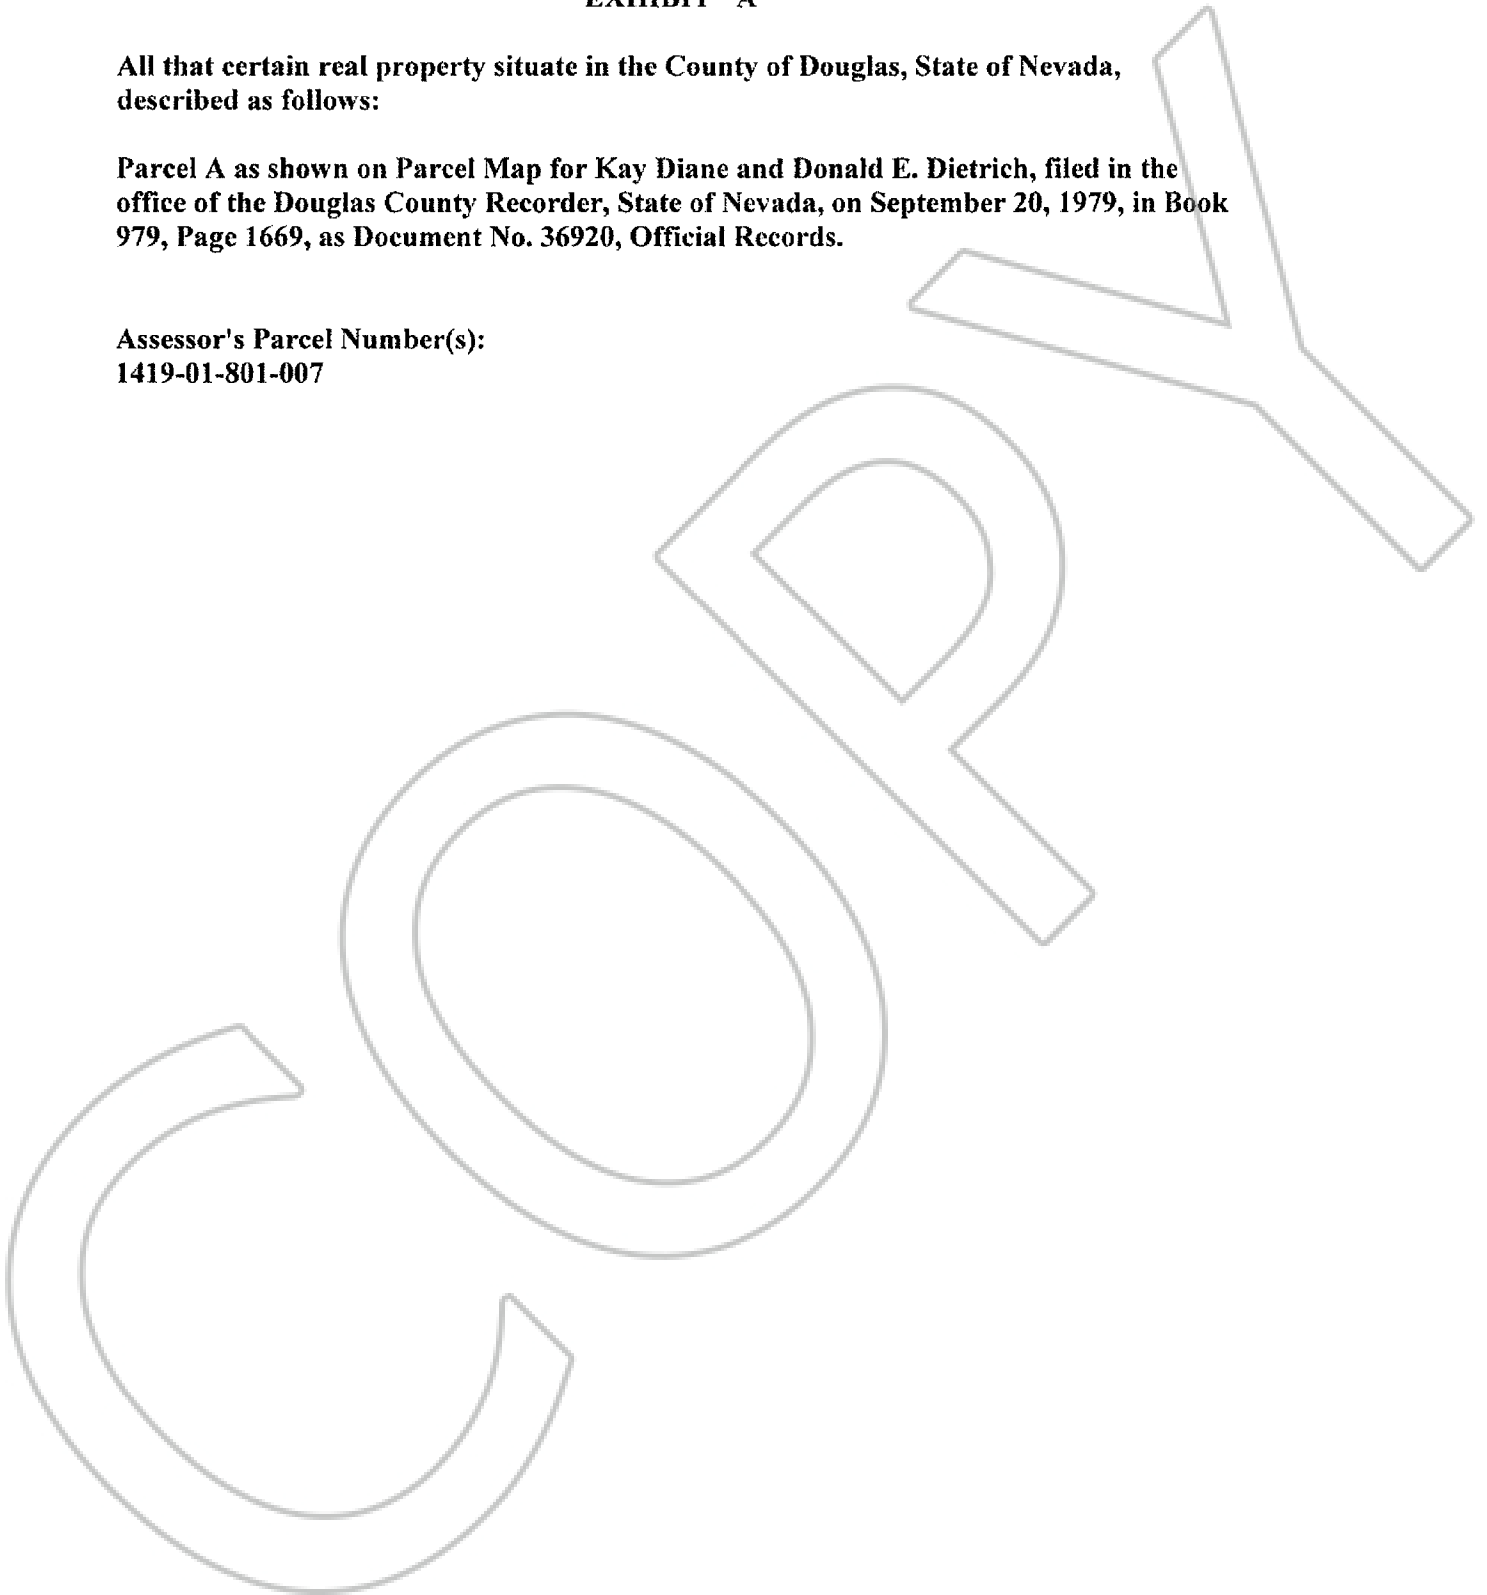 EXHIBIT "A"
All that certain real property situate in the County of Douglas, State of Nevada,
described as follows:
Parcel A as shown on Parcel Map for Kay Diane and Donald E. Dietrich, filed in the
office of the Douglas County Recorder, State of Nevada, on September 20, 1979, in Book
979, Page 1669, as Document No. 36920, Official Records.
Assessor's Parcel Number(s):
1419-01-801-007
COPY